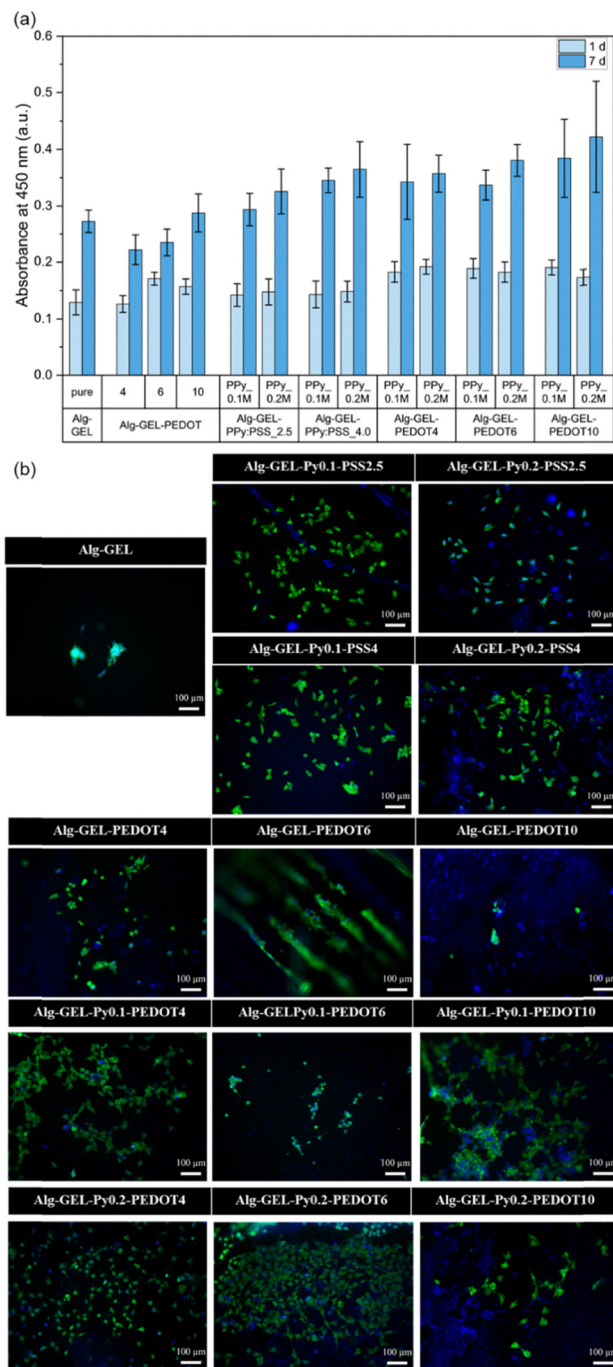 (a)
0.6
0.5
0.4
0.3
0.2
0.1
0.0
Absorbance at 450 nm (a.u.)
1 d
7 d
pure 4 6 10 PPy_ PPy_ PPy_ PPy_ PPy_ PPy_ PPy_ PPy_ PPy_ PPy_
0.1M 0.2M 0.1M 0.2M 0.1M 0.2M 0.1M 0.2M 0.1M 0.2M
Alg- Alg-GEL-PEDOT Alg-GEL- Alg-GEL- Alg-GEL- Alg-GEL- Alg-GEL-
GEL PPy:PSS_2.5 PPy:PSS_4.0 PEDOT4 PEDOT6 PEDOT10
(b)
Alg-GEL-Py0.1-PSS2.5 Alg-GEL-Py0.2-PSS2.5
100 µm 100 µm
Alg-GEL
100 µm
Alg-GEL-Py0.1-PSS4 Alg-GEL-Py0.2-PSS4
100 µm 100 µm
Alg-GEL-PEDOT4 Alg-GEL-PEDOT6 Alg-GEL-PEDOT10
100 µm 100 µm 100 µm
Alg-GEL-Py0.1-PEDOT4 Alg-GELPy0.1-PEDOT6 Alg-GEL-Py0.1-PEDOT10
100 µm 100 µm 100 µm
Alg-GEL-Py0.2-PEDOT4 Alg-GEL-Py0.2-PEDOT6 Alg-GEL-Py0.2-PEDOT10
100 µm 100 µm 100 µm